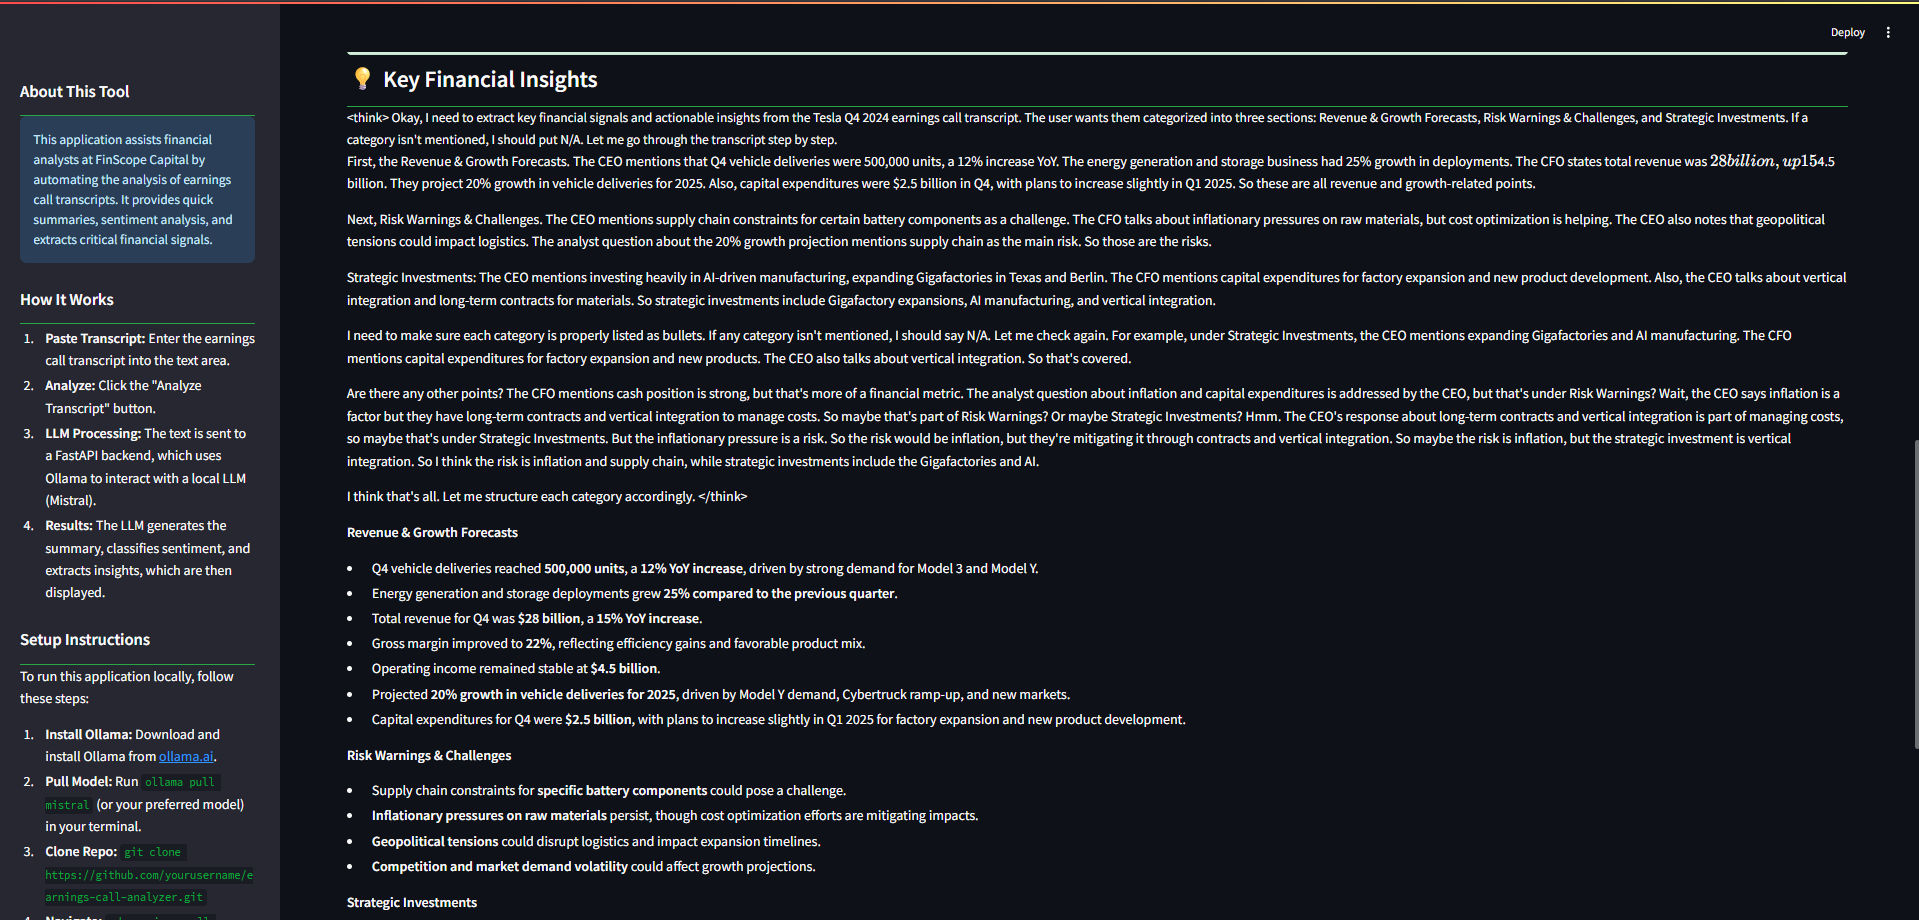 Deploy
About This Tool
This application assists financial
analysts at FinScope Capital by
automating the analysis of earnings
call transcripts. It provides quick
summaries, sentiment analysis, and
extracts critical financial signals.
How It Works
1. Paste Transcript: Enter the earnings
call transcript into the text area.
2. Analyze: Click the "Analyze
Transcript" button.
3. LLM Processing: The text is sent to
a FastAPI backend, which uses
Ollama to interact with a local LLM
(Mistral).
4. Results: The LLM generates the
summary, classifies sentiment, and
extracts insights, which are then
displayed.
Setup Instructions
To run this application locally, follow
these steps:
1. Install Ollama: Download and
install Ollama from ollama.ai.
2. Pull Model: Run ollama pull
mistral (or your preferred model)
in your terminal.
3. Clone Repo: git clone
https://github.com/yourusername/e
arnings-call-analyzer.git
💡 Key Financial Insights
<think> Okay, I need to extract key financial signals and actionable insights from the Tesla Q4 2024 earnings call transcript. The user wants them categorized into three sections: Revenue & Growth Forecasts, Risk Warnings & Challenges, and Strategic Investments. If a
category isn't mentioned, I should put N/A. Let me go through the transcript step by step.
First, the Revenue & Growth Forecasts. The CEO mentions that Q4 vehicle deliveries were 500,000 units, a 12% increase YoY. The energy generation and storage business had 25% growth in deployments. The CFO states total revenue was 28billion,up154.5
billion. They project 20% growth in vehicle deliveries for 2025. Also, capital expenditures were $2.5 billion in Q4, with plans to increase slightly in Q1 2025. So these are all revenue and growth-related points.
Next, Risk Warnings & Challenges. The CEO mentions supply chain constraints for certain battery components as a challenge. The CFO talks about inflationary pressures on raw materials, but cost optimization is helping. The CEO also notes that geopolitical
tensions could impact logistics. The analyst question about the 20% growth projection mentions supply chain as the main risk. So those are the risks.
Strategic Investments: The CEO mentions investing heavily in AI-driven manufacturing, expanding Gigafactories in Texas and Berlin. The CFO mentions capital expenditures for factory expansion and new product development. Also, the CEO talks about vertical
integration and long-term contracts for materials. So strategic investments include Gigafactory expansions, AI manufacturing, and vertical integration.
I need to make sure each category is properly listed as bullets. If any category isn't mentioned, I should say N/A. Let me check again. For example, under Strategic Investments, the CEO mentions expanding Gigafactories and AI manufacturing. The CFO
mentions capital expenditures for factory expansion and new products. The CEO also talks about vertical integration. So that's covered.
Are there any other points? The CFO mentions cash position is strong, but that's more of a financial metric. The analyst question about inflation and capital expenditures is addressed by the CEO, but that's under Risk Warnings? Wait, the CEO says inflation is a
factor but they have long-term contracts and vertical integration to manage costs. So maybe that's part of Risk Warnings? Or maybe Strategic Investments? Hmm. The CEO's response about long-term contracts and vertical integration is part of managing costs,
so maybe that's under Strategic Investments. But the inflationary pressure is a risk. So the risk would be inflation, but they're mitigating it through contracts and vertical integration. So maybe the risk is inflation, but the strategic investment is vertical
integration. So I think the risk is inflation and supply chain, while strategic investments include the Gigafactories and AI.
I think that's all. Let me structure each category accordingly. </think>
Revenue & Growth Forecasts
• Q4 vehicle deliveries reached 500,000 units, a 12% YoY increase, driven by strong demand for Model 3 and Model Y.
• Energy generation and storage deployments grew 25% compared to the previous quarter.
• Total revenue for Q4 was $28 billion, a 15% YoY increase.
• Gross margin improved to 22%, reflecting efficiency gains and favorable product mix.
• Operating income remained stable at $4.5 billion.
• Projected 20% growth in vehicle deliveries for 2025, driven by Model Y demand, Cybertruck ramp-up, and new markets.
• Capital expenditures for Q4 were $2.5 billion, with plans to increase slightly in Q1 2025 for factory expansion and new product development.
Risk Warnings & Challenges
• Supply chain constraints for specific battery components could pose a challenge.
• Inflationary pressures on raw materials persist, though cost optimization efforts are mitigating impacts.
• Geopolitical tensions could disrupt logistics and impact expansion timelines.
• Competition and market demand volatility could affect growth projections.
Strategic Investments